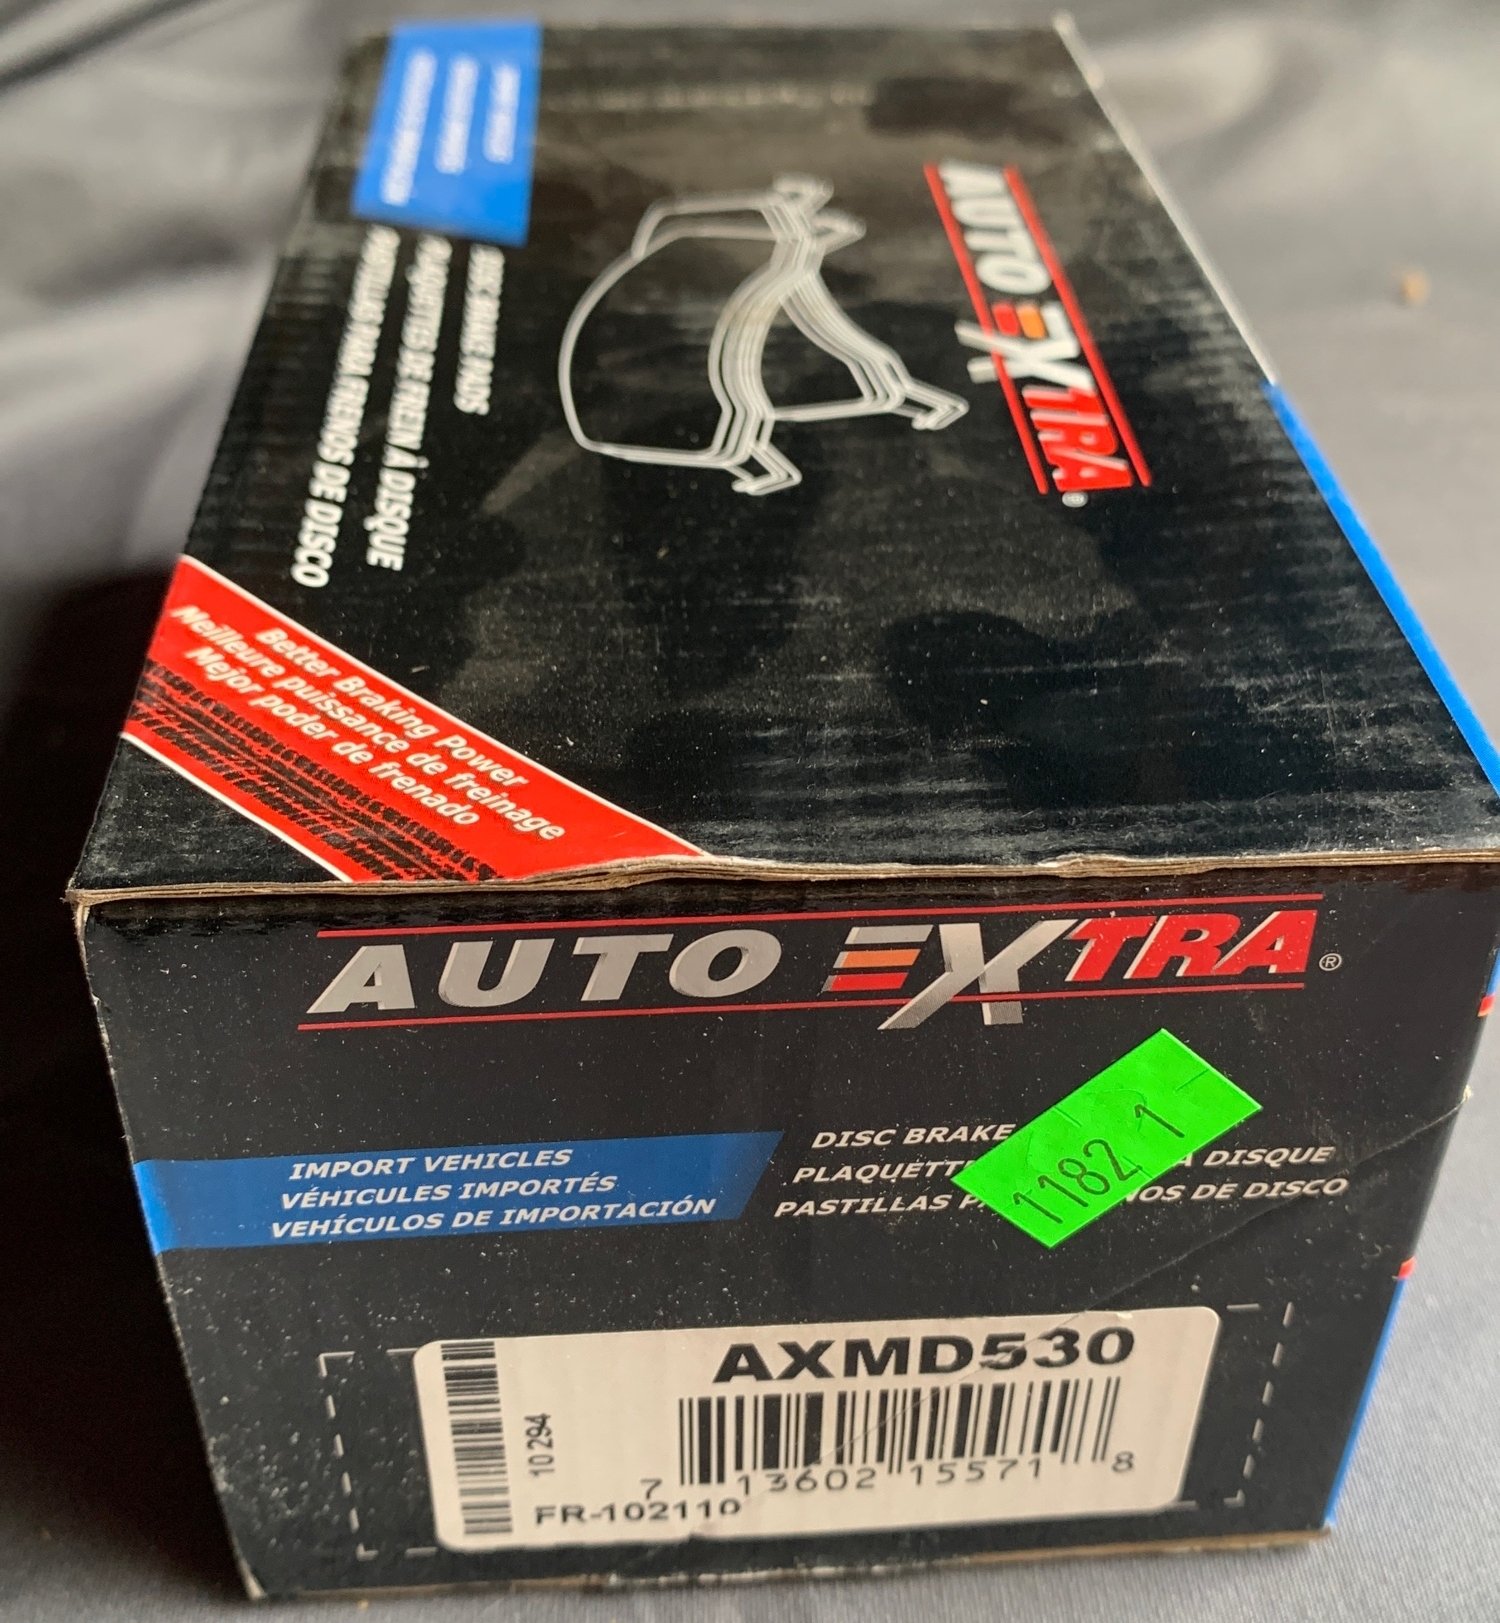 AUTO EXTRA®
DISC BRAKE PADS
PLAQUETTES DE FREIN À DISQUE
PASTILLAS PARA FRENOS DE DISCO
Better Braking Power
Meilleure puissance de freinage
Mejor poder de frenado
AUTO EXTRA®
IMPORT VEHICLES
VÉHICULES IMPORTÉS
VEHÍCULOS DE IMPORTACIÓN
DISC BRAKE
PLAQUETT À DISQUE
PASTILLAS P NOS DE DISCO
1182 1
AXMD530
10294
7 13602 15571 8
FR-102110